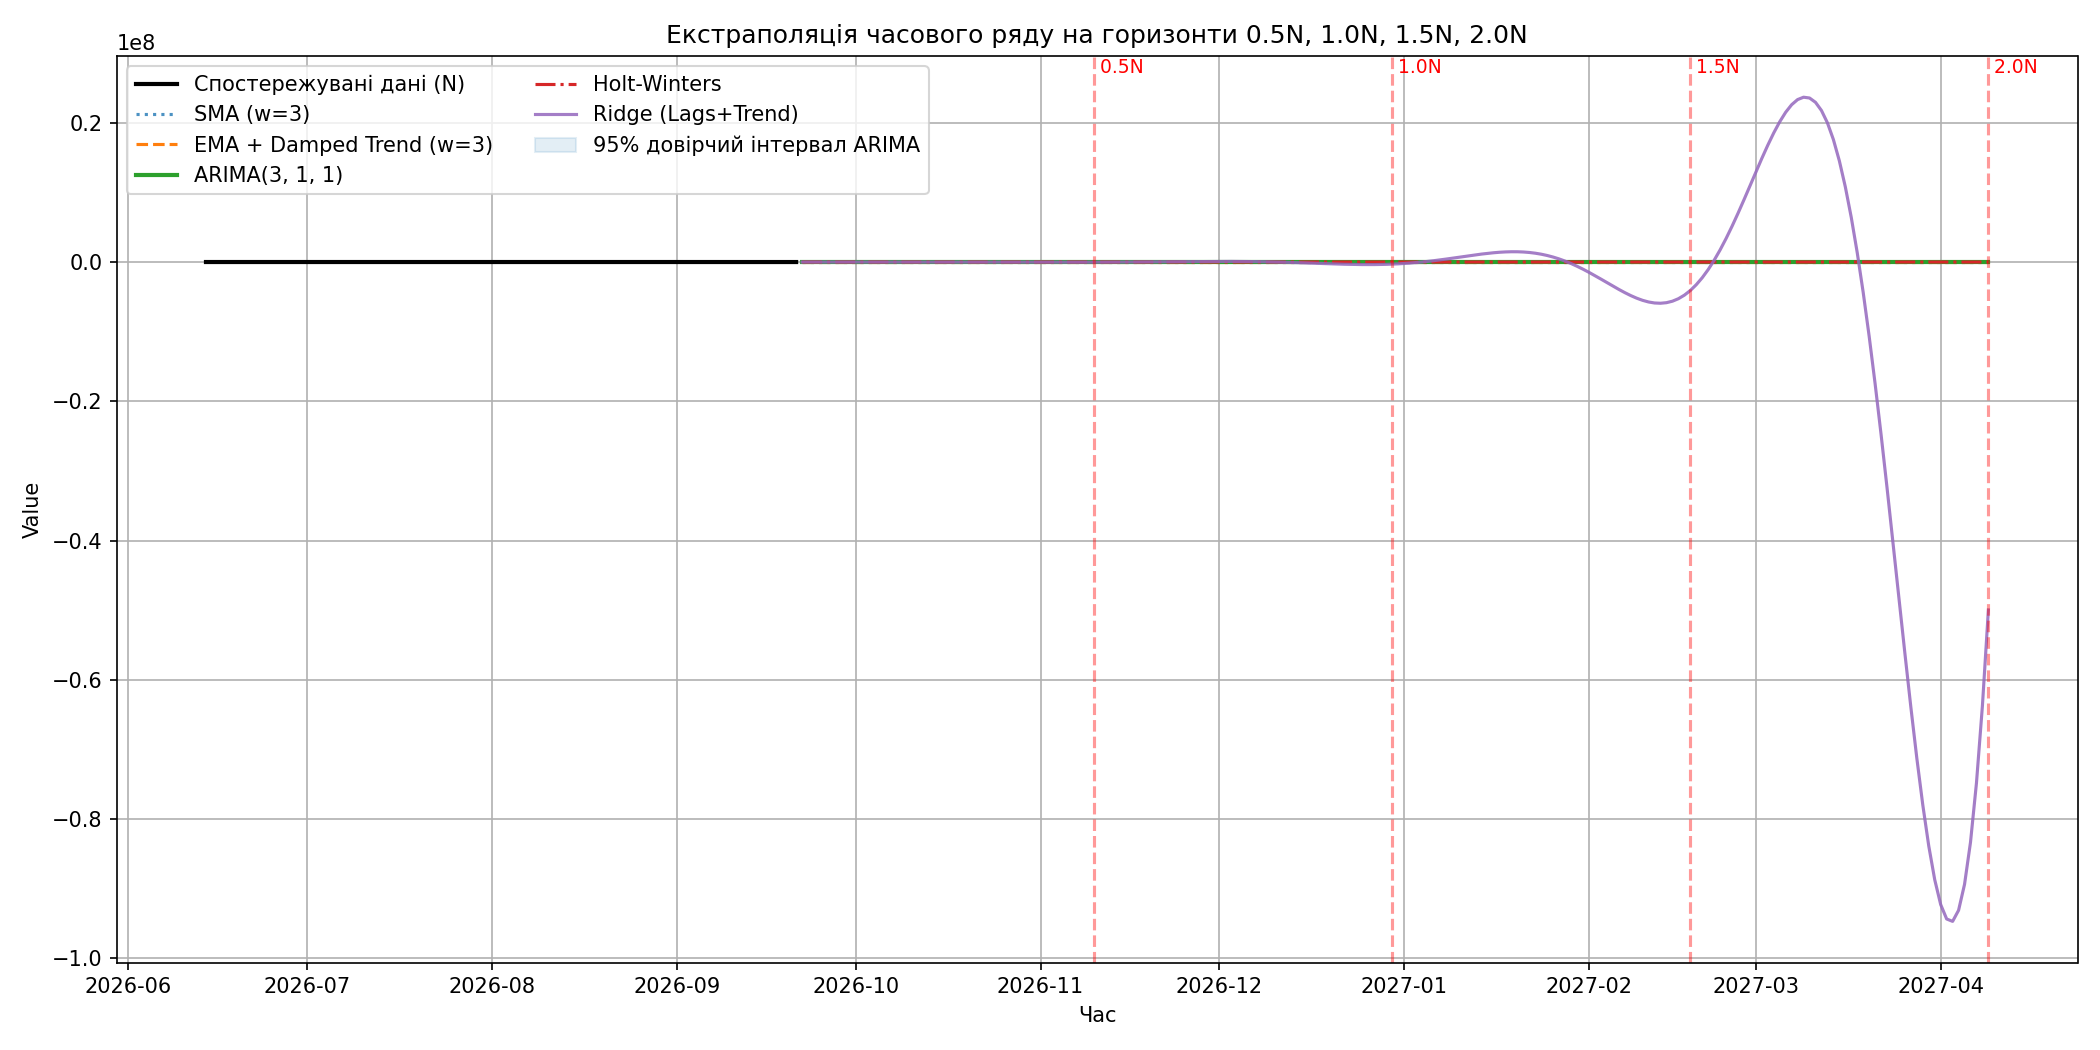 Екстраполяція часового ряду на горизонти 0.5N, 1.0N, 1.5N, 2.0N
1e8
Спостережувані дані (N)
SMA (w=3)
EMA + Damped Trend (w=3)
ARIMA(3, 1, 1)
Holt-Winters
Ridge (Lags+Trend)
95% довірчий інтервал ARIMA
0.5N
1.0N
1.5N
2.0N
0.2
0.0
−0.2
−0.4
−0.6
−0.8
−1.0
Value
2026-06
2026-07
2026-08
2026-09
2026-10
2026-11
2026-12
2027-01
2027-02
2027-03
2027-04
Час